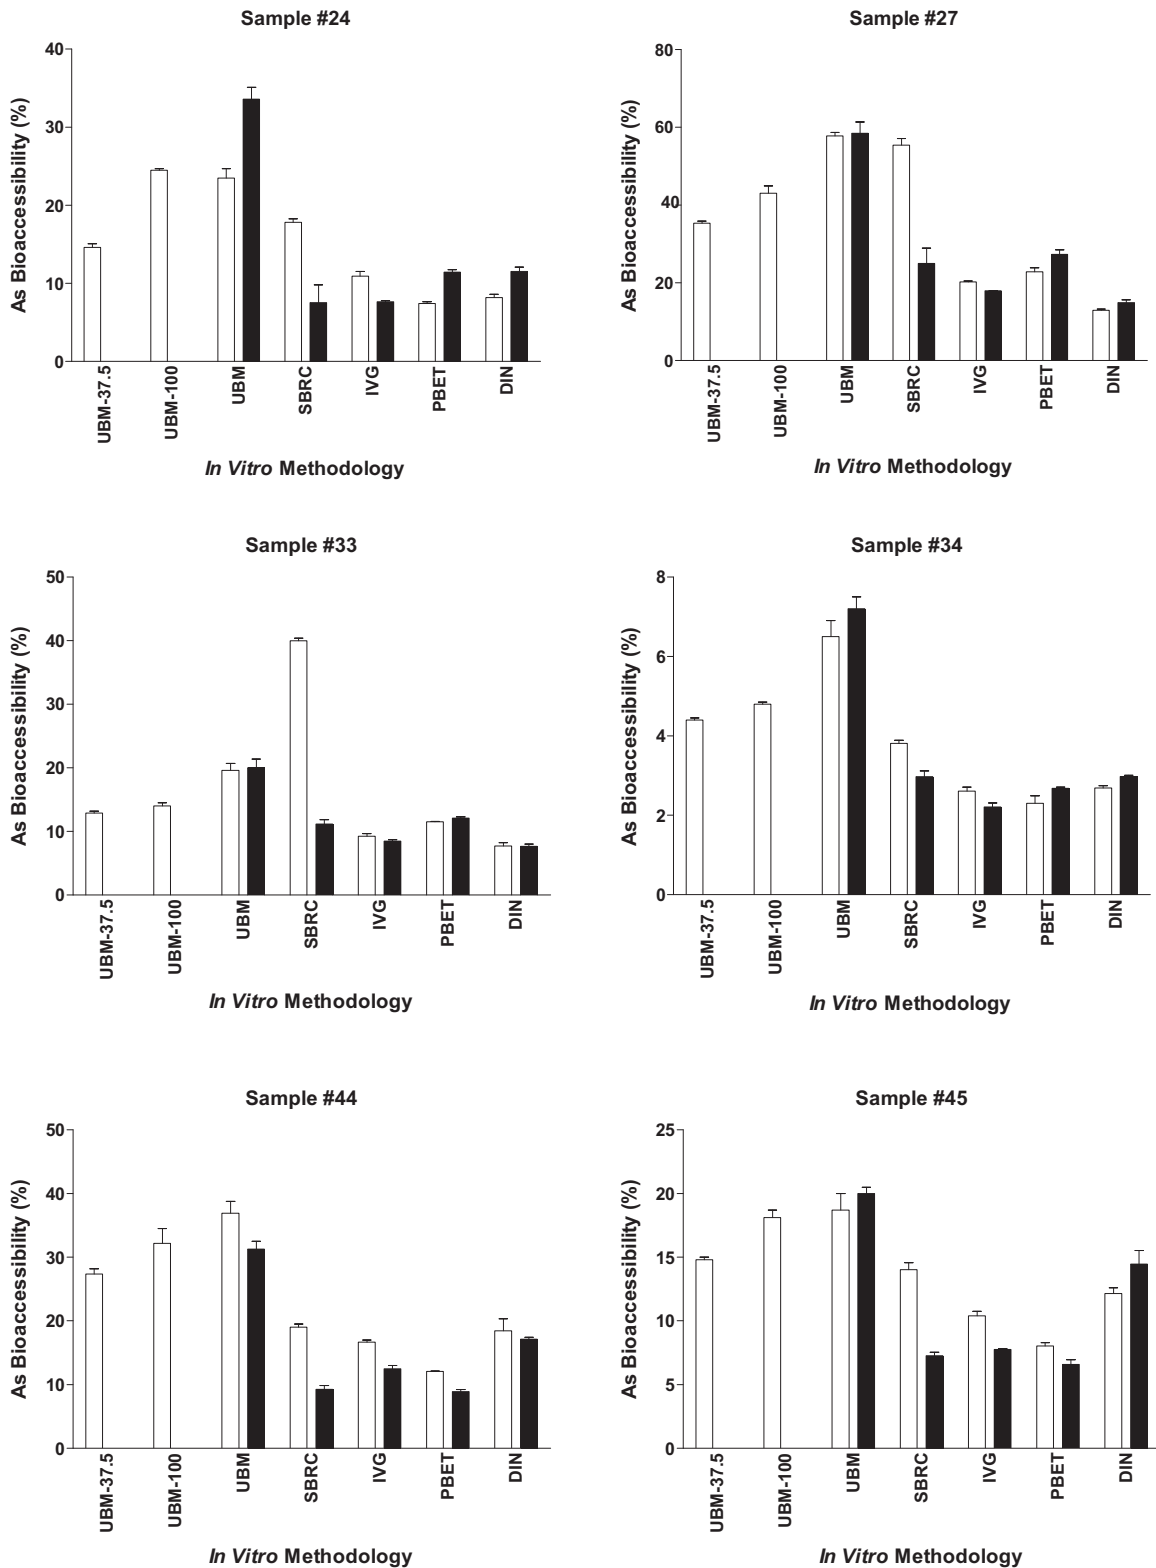 Sample #24
As Bioaccessibility (%)
40
30
20
10
0
UBM-37.5
UBM-100
UBM
SBRC
IVG
PBET
DIN
In Vitro Methodology
Sample #27
As Bioaccessibility (%)
80
60
40
20
0
UBM-37.5
UBM-100
UBM
SBRC
IVG
PBET
DIN
In Vitro Methodology
Sample #33
As Bioaccessibility (%)
50
40
30
20
10
0
UBM-37.5
UBM-100
UBM
SBRC
IVG
PBET
DIN
In Vitro Methodology
Sample #34
As Bioaccessibility (%)
8
6
4
2
0
UBM-37.5
UBM-100
UBM
SBRC
IVG
PBET
DIN
In Vitro Methodology
Sample #44
As Bioaccessibility (%)
50
40
30
20
10
0
UBM-37.5
UBM-100
UBM
SBRC
IVG
PBET
DIN
In Vitro Methodology
Sample #45
As Bioaccessibility (%)
25
20
15
10
5
0
UBM-37.5
UBM-100
UBM
SBRC
IVG
PBET
DIN
In Vitro Methodology